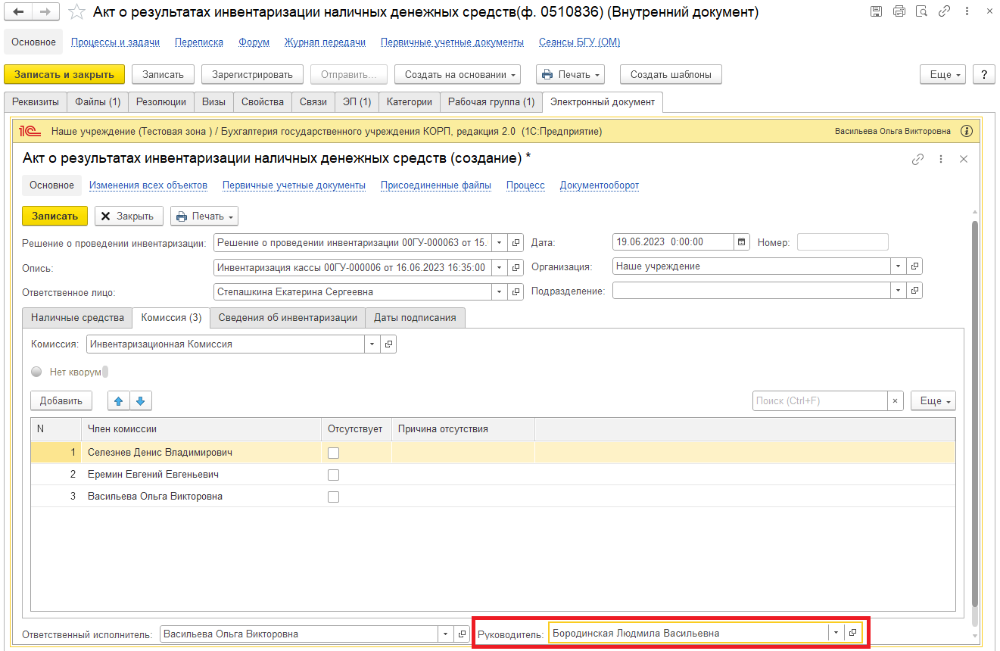 Акт о результатах инвентаризации наличных денежных средств(ф. 0510836) (Внутренний документ)
Основное Процессы и задачи Переписка Форум Журнал передачи Первичные учетные документы Сеансы БГУ (ОМ)
Записать и закрыть Записать Зарегистрировать Отправить... Создать на основании Печать Создать шаблоны Еще ?
Реквизиты Файлы (1) Резолюции Визы Свойства Связи ЭП (1) Категории Рабочая группа (1) Электронный документ
1С Наше учреждение (Тестовая зона ) / Бухгалтерия государственного учреждения КОРП, редакция 2.0 (1С:Предприятие) Васильева Ольга Викторовна
Акт о результатах инвентаризации наличных денежных средств (создание) *
Основное Изменения всех объектов Первичные учетные документы Присоединенные файлы Процесс Документооборот
Записать Закрыть Печать
Решение о проведении инвентаризации: Решение о проведении инвентаризации 00ГУ-000063 от 15. Дата: 19.06.2023 0:00:00 Номер:
Опись: Инвентаризация кассы 00ГУ-000006 от 16.06.2023 16:35:00 Организация: Наше учреждение
Ответственное лицо: Степашкина Екатерина Сергеевна Подразделение:
Наличные средства Комиссия (3) Сведения об инвентаризации Даты подписания
Комиссия: Инвентаризационная Комиссия
Нет кворум
Добавить Поиск (Ctrl+F) × Еще
N Член комиссии Отсутствует Причина отсутствия
1 Селезнев Денис Владимирович
2 Еремин Евгений Евгеньевич
3 Васильева Ольга Викторовна
Ответственный исполнитель: Васильева Ольга Викторовна Руководитель: Бородинская Людмила Васильевна